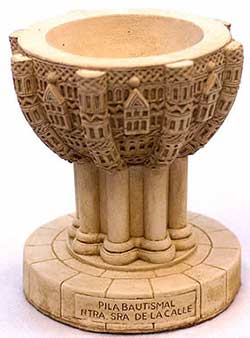 PILA BAUTISMAL
NTRA. SRA. DE LA CALLE